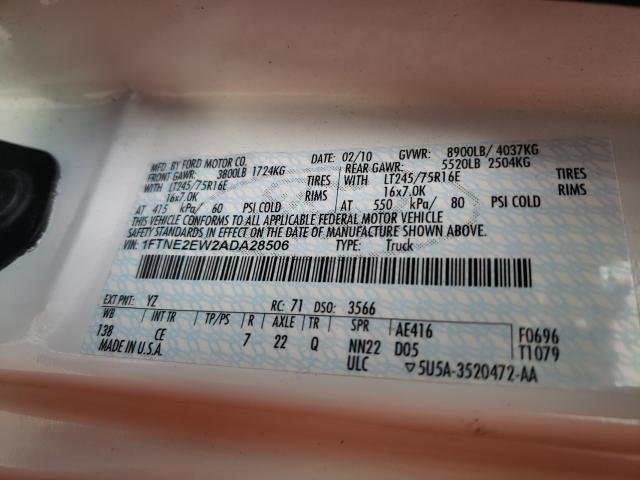 MFD. BY FORD MOTOR CO. DATE: 02/10 GVWR: 8900LB/ 4037KG
FRONT GAWR: 3800LB 1724KG REAR GAWR: 5520LB 2504KG
WITH LT245/75R16E TIRES WITH LT245/75R16E TIRES
16x7.0K RIMS 16x7.0K RIMS
AT 415 kPa/ 60 PSI COLD AT 550 kPa/ 80 PSI COLD
THIS VEHICLE CONFORMS TO ALL APPLICABLE FEDERAL MOTOR VEHICLE
SAFETY STANDARDS IN EFFECT ON THE DATE OF MANUFACTURE SHOWN ABOVE.
VIN: 1FTNE2EW2ADA28506 TYPE: Truck
EXT PNT: YZ RC: 71 DSO: 3566
WB INT TR TP/PS R AXLE TR SPR AE416 F0696
138 CE 7 22 Q NN22 D05 T1079
MADE IN U.S.A. ULC ▽5U5A-3520472-AA